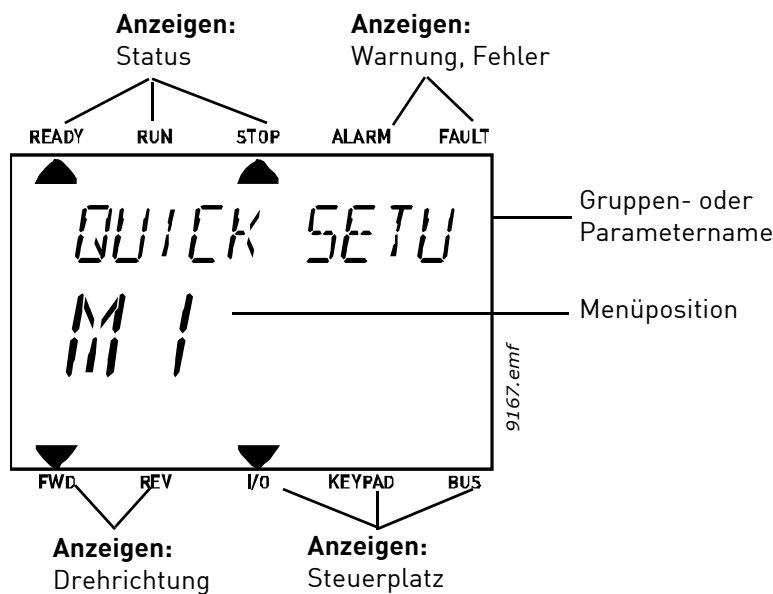 Anzeigen:
Status
Anzeigen:
Warnung, Fehler
READY RUN STOP ALARM FAULT
QUICK SETU
Gruppen- oder
Parametername
M 1
Menüposition
9167.emf
FWD REV I/O KEYPAD BUS
Anzeigen:
Drehrichtung
Anzeigen:
Steuerplatz